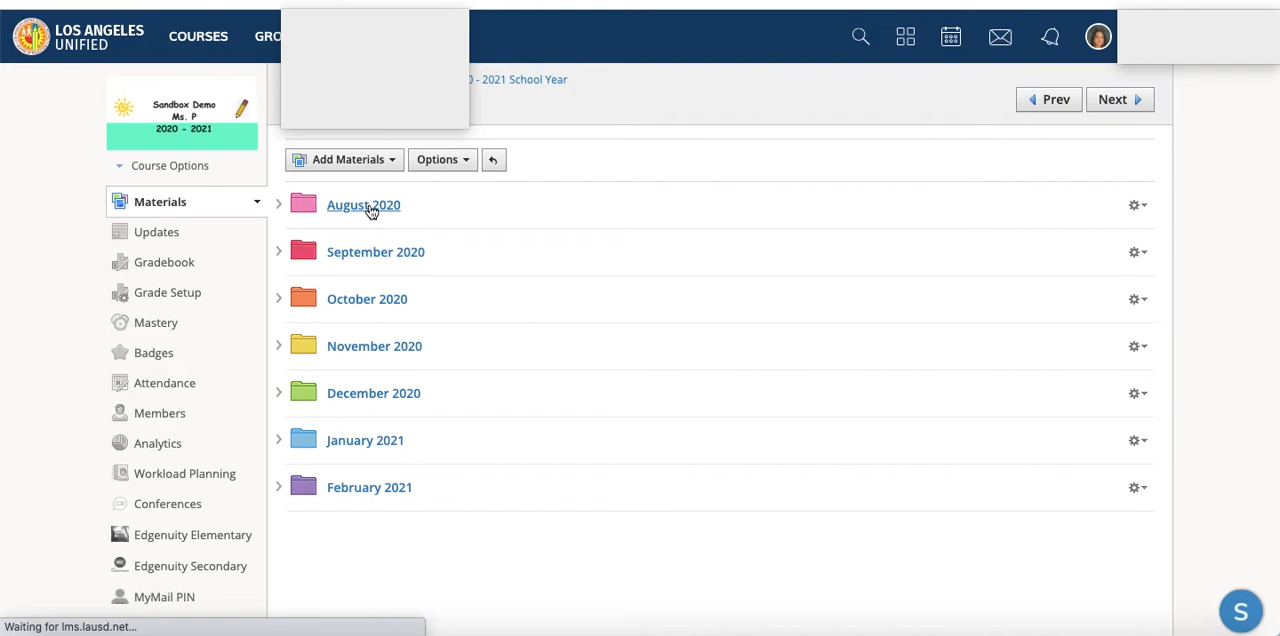 LOS ANGELES
UNIFIED
COURSES
GRO
Sandbox Demo
Ms. P
2020 - 2021
0 - 2021 School Year
Prev
Next
Course Options
Add Materials
Options
Materials
August 2020
Updates
September 2020
Gradebook
Grade Setup
October 2020
Mastery
November 2020
Badges
Attendance
December 2020
Members
Analytics
January 2021
Workload Planning
February 2021
Conferences
Edgenuity Elementary
Edgenuity Secondary
MyMail PIN
S
Waiting for lms.lausd.net...